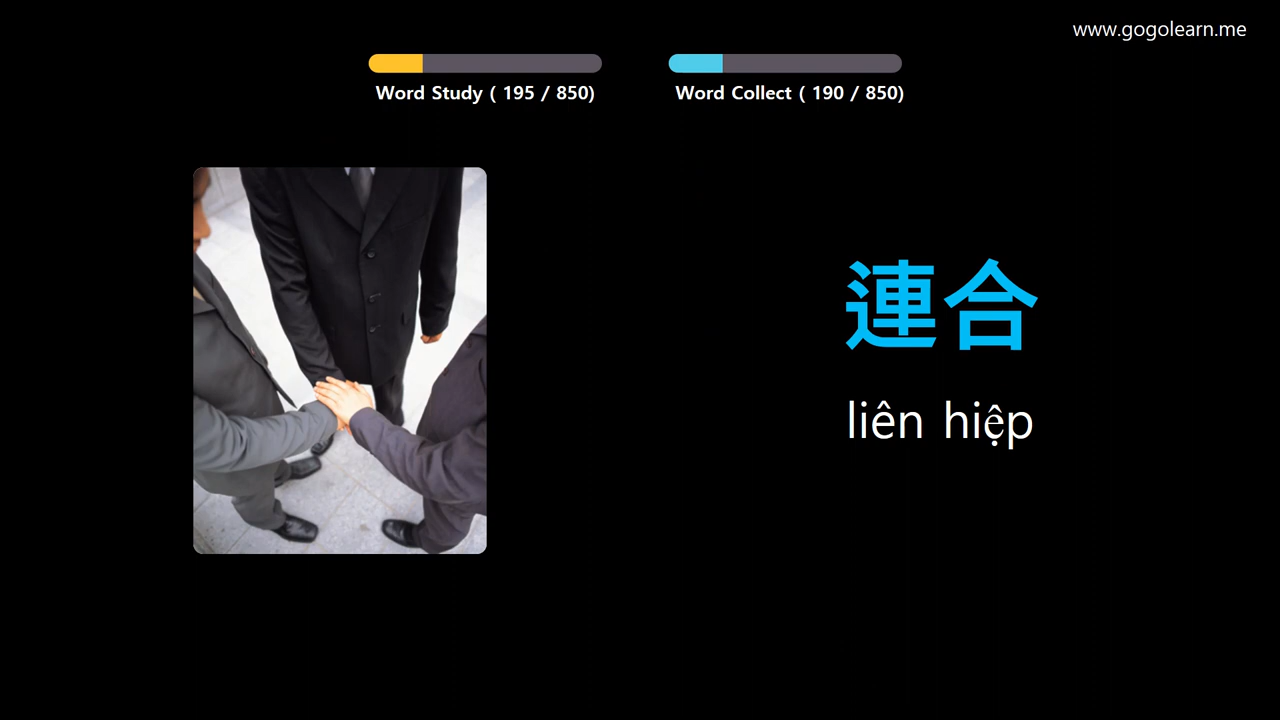 www.gogolearn.me
Word Study ( 195 / 850)
Word Collect ( 190 / 850)
連合
liên hiệp